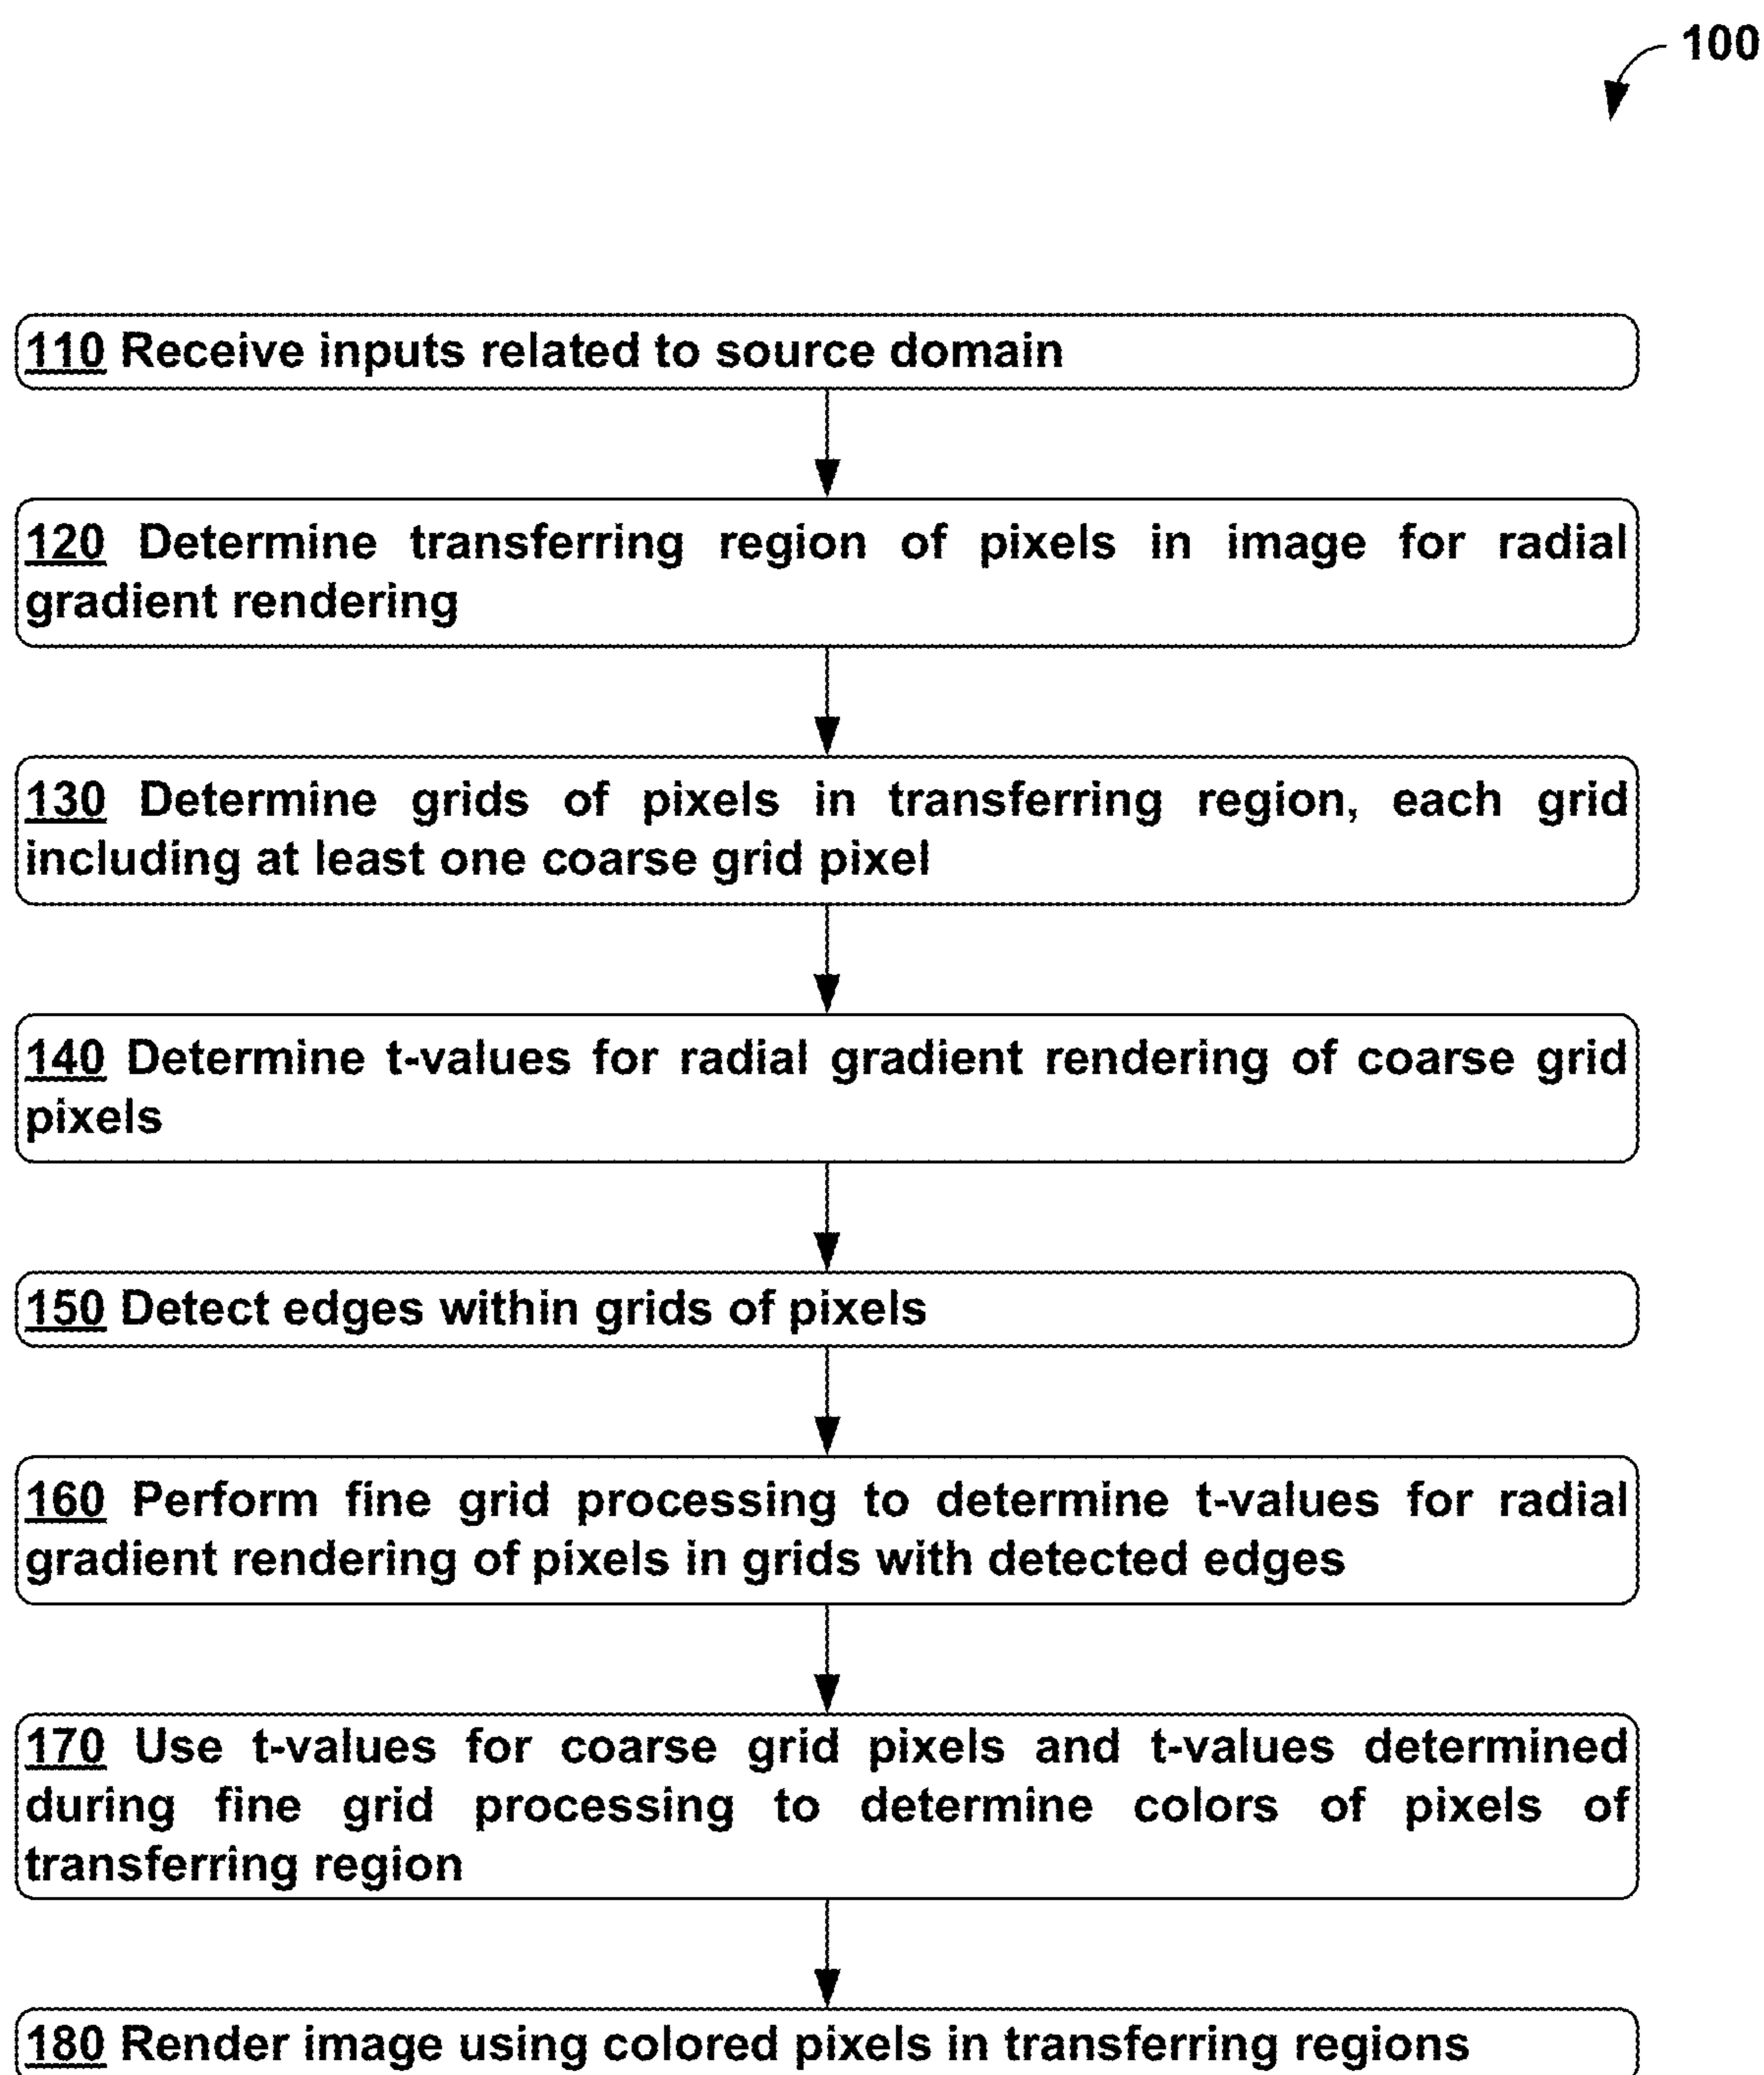 100
110 Receive inputs related to source domain
120 Determine transferring region of pixels in image for radial
gradient rendering
130 Determine grids of pixels in transferring region, each grid
including at least one coarse grid pixel
140 Determine t-values for radial gradient rendering of coarse grid
pixels
150 Detect edges within grids of pixels
160 Perform fine grid processing to determine t-values for radial
gradient rendering of pixels in grids with detected edges
170 Use t-values for coarse grid pixels and t-values determined
during fine grid processing to determine colors of pixels of
transferring region
180 Render image using colored pixels in transferring regions